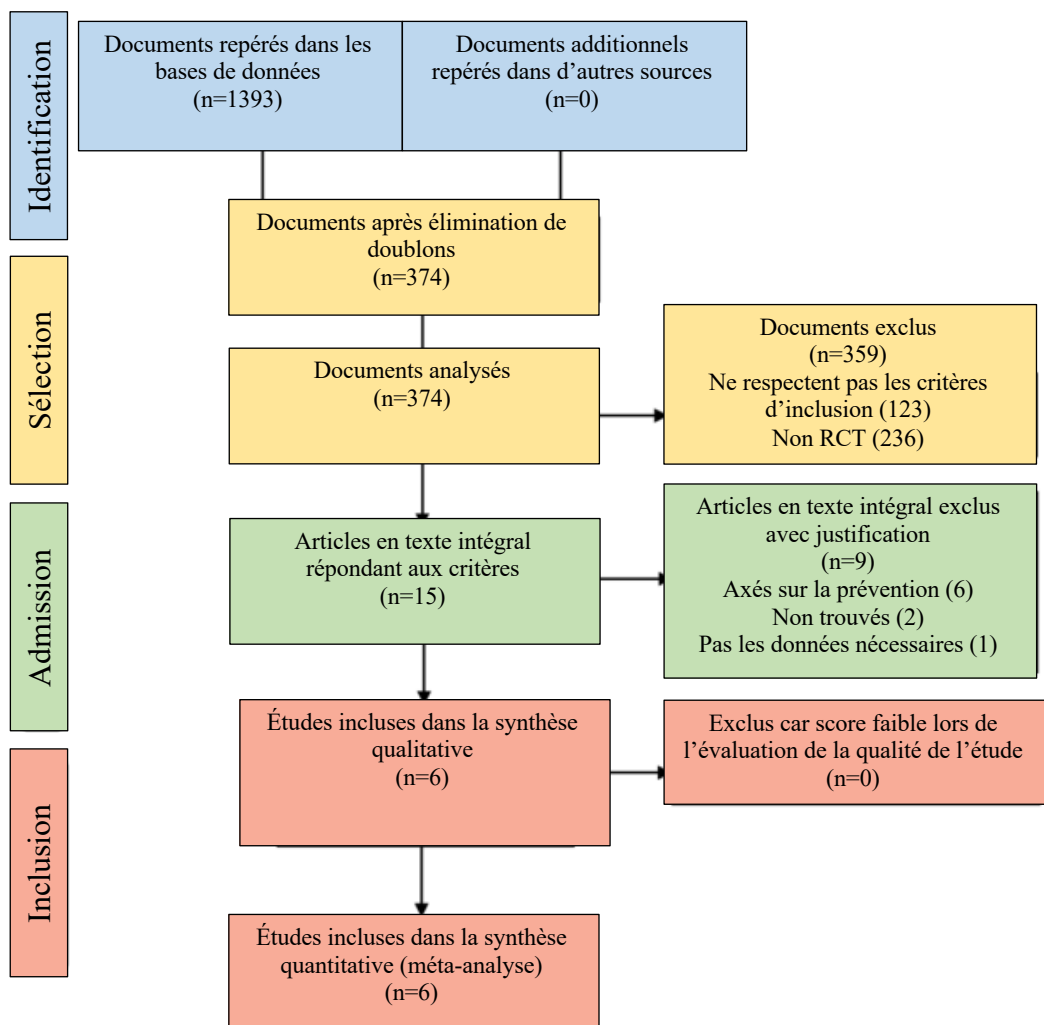 Identification
Documents repérés dans les
bases de données
(n=1393)
Documents additionnels
repérés dans d’autres sources
(n=0)
Sélection
Documents après élimination de
doublons
(n=374)
Documents analysés
(n=374)
Documents exclus
(n=359)
Ne respectent pas les critères
d’inclusion (123)
Non RCT (236)
Admission
Articles en texte intégral
répondant aux critères
(n=15)
Articles en texte intégral exclus
avec justification
(n=9)
Axés sur la prévention (6)
Non trouvés (2)
Pas les données nécessaires (1)
Inclusion
Études incluses dans la synthèse
qualitative
(n=6)
Exclus car score faible lors de
l’évaluation de la qualité de l’étude
(n=0)
Études incluses dans la synthèse
quantitative (méta-analyse)
(n=6)